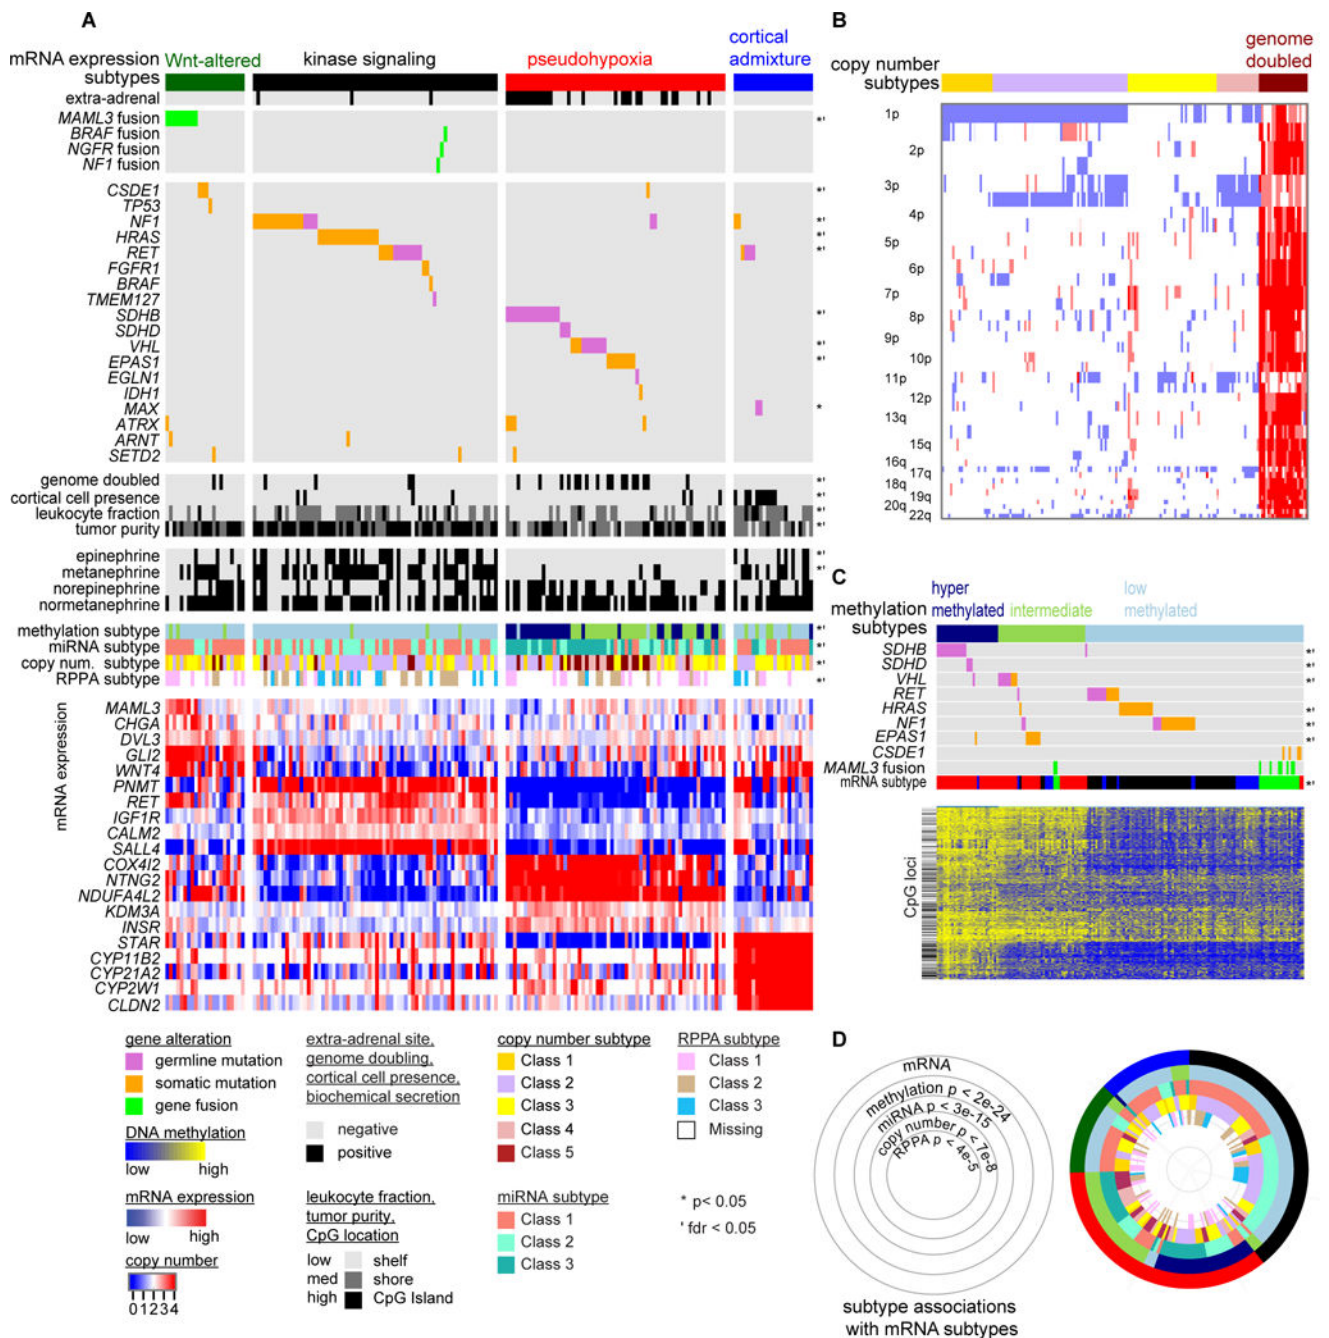 A
mRNA expression
subtypes
Wnt-altered
kinase signaling
pseudohypoxia
cortical
admixture
extra-adrenal
MAML3 fusion *'
BRAF fusion
NGFR fusion
NF1 fusion
CSDE1 *'
TP53
NF1 *'
HRAS *'
RET *'
FGFR1
BRAF
TMEM127
SDHB *'
SDHD
VHL *'
EPAS1 *'
EGLN1
IDH1
MAX *
ATRX
ARNT
SETD2
genome doubled *'
cortical cell presence *'
leukocyte fraction *'
tumor purity *'
epinephrine *'
metanephrine *'
norepinephrine
normetanephrine
methylation subtype *'
miRNA subtype *'
copy num. subtype *'
RPPA subtype *'
mRNA expression
MAML3
CHGA
DVL3
GLI2
WNT4
PNMT
RET
IGF1R
CALM2
SALL4
COX4I2
NTNG2
NDUFA4L2
KDM3A
INSR
STAR
CYP11B2
CYP21A2
CYP2W1
CLDN2
gene alteration
germline mutation
somatic mutation
gene fusion
DNA methylation
low high
mRNA expression
low high
copy number
0 1 2 3 4
extra-adrenal site,
genome doubling,
cortical cell presence,
biochemical secretion
negative
positive
leukocyte fraction,
tumor purity,
CpG location
low shelf
med shore
high CpG Island
copy number subtype
Class 1
Class 2
Class 3
Class 4
Class 5
miRNA subtype
Class 1
Class 2
Class 3
RPPA subtype
Class 1
Class 2
Class 3
Missing
* p< 0.05
' fdr < 0.05
B
copy number
subtypes
genome
doubled
1p
2p
3p
4p
5p
6p
7p
8p
9p
10p
11p
12p
13q
15q
16q
17q
18q
19q
20q
22q
C
methylation
subtypes
hyper
methylated
intermediate
low
methylated
SDHB *'
SDHD *'
VHL *'
RET
HRAS *'
NF1 *'
EPAS1 *'
CSDE1
MAML3 fusion
mRNA subtype *'
CpG loci
D
mRNA
methylation p < 2e-24
miRNA p < 3e-15
copy number p < 7e-8
RPPA p < 4e-5
subtype associations
with mRNA subtypes